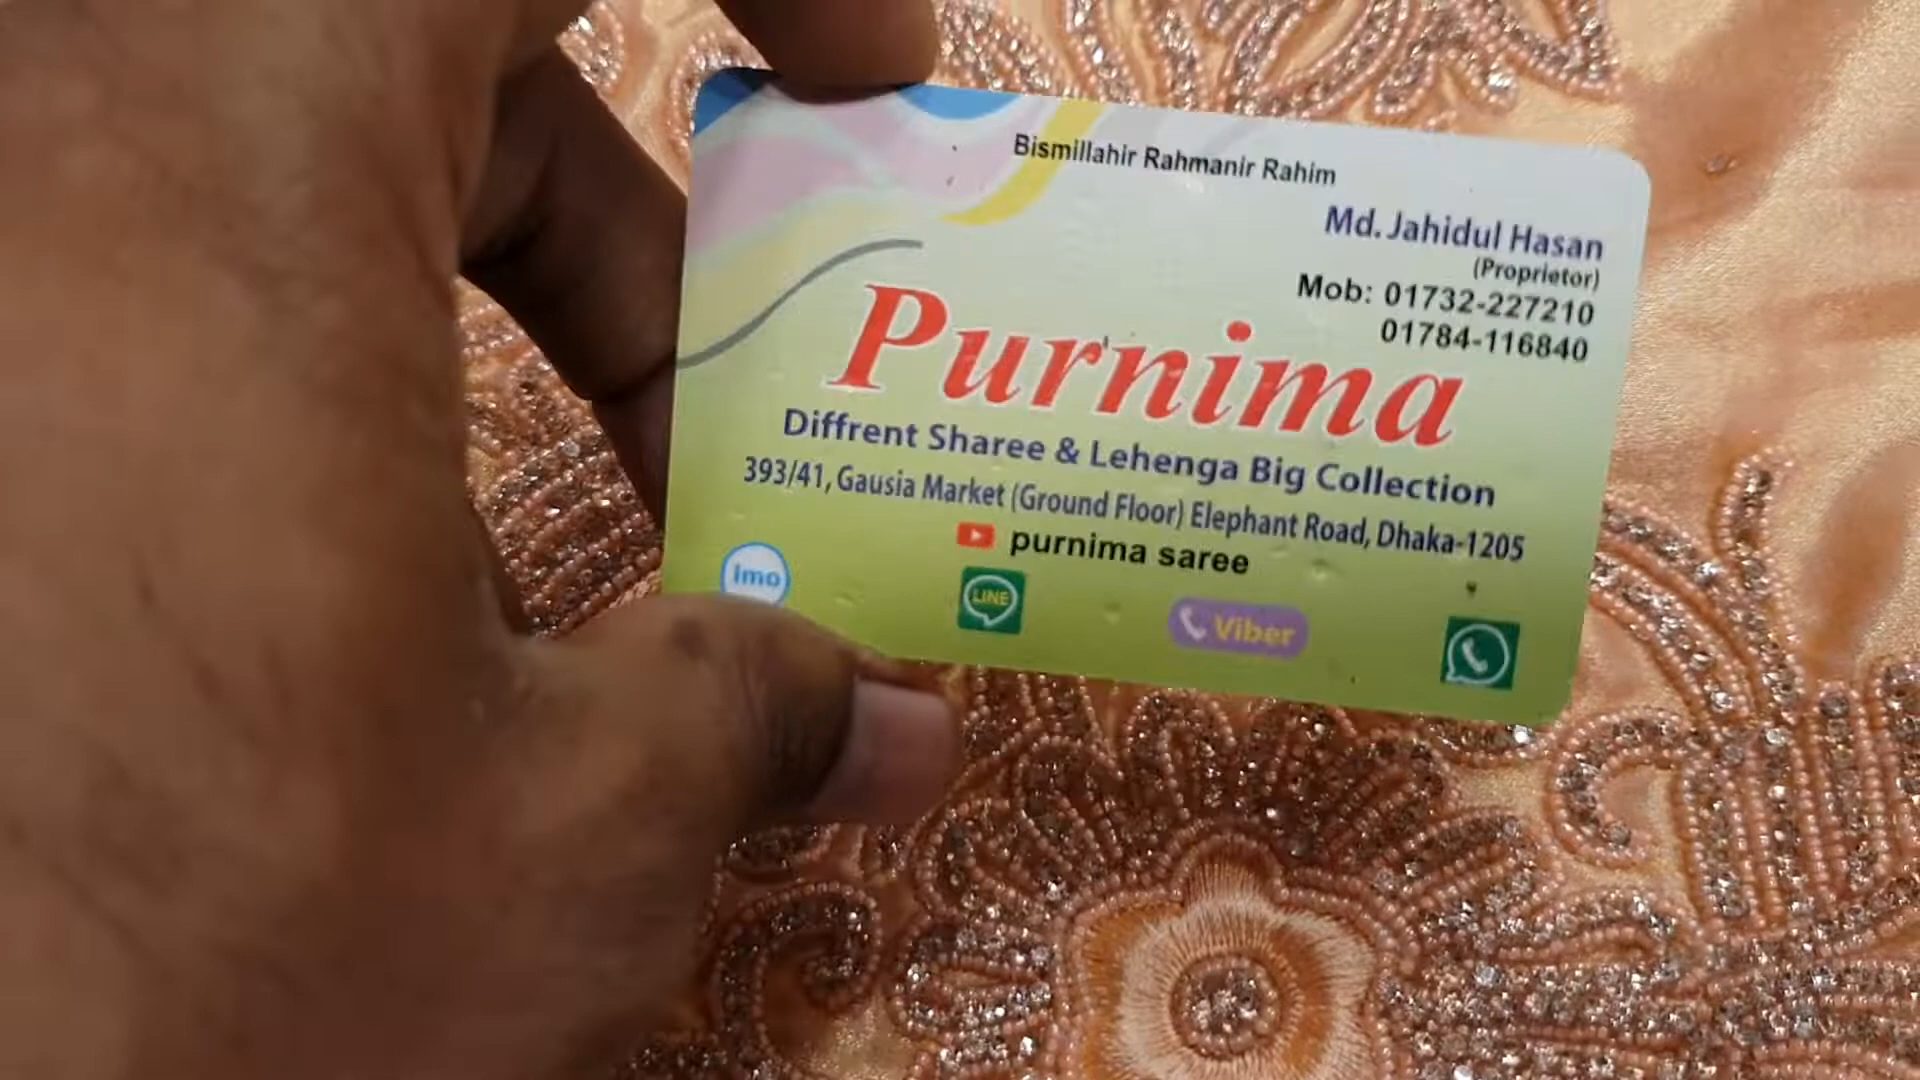 Bismillahir Rahmanir Rahim
Md. Jahidul Hasan
(Proprietor)
Mob: 01732-227210
01784-116840
Purnima
Diffrent Sharee & Lehenga Big Collection
393/41, Gausia Market (Ground Floor) Elephant Road, Dhaka-1205
purnima saree
imo
LINE
Viber